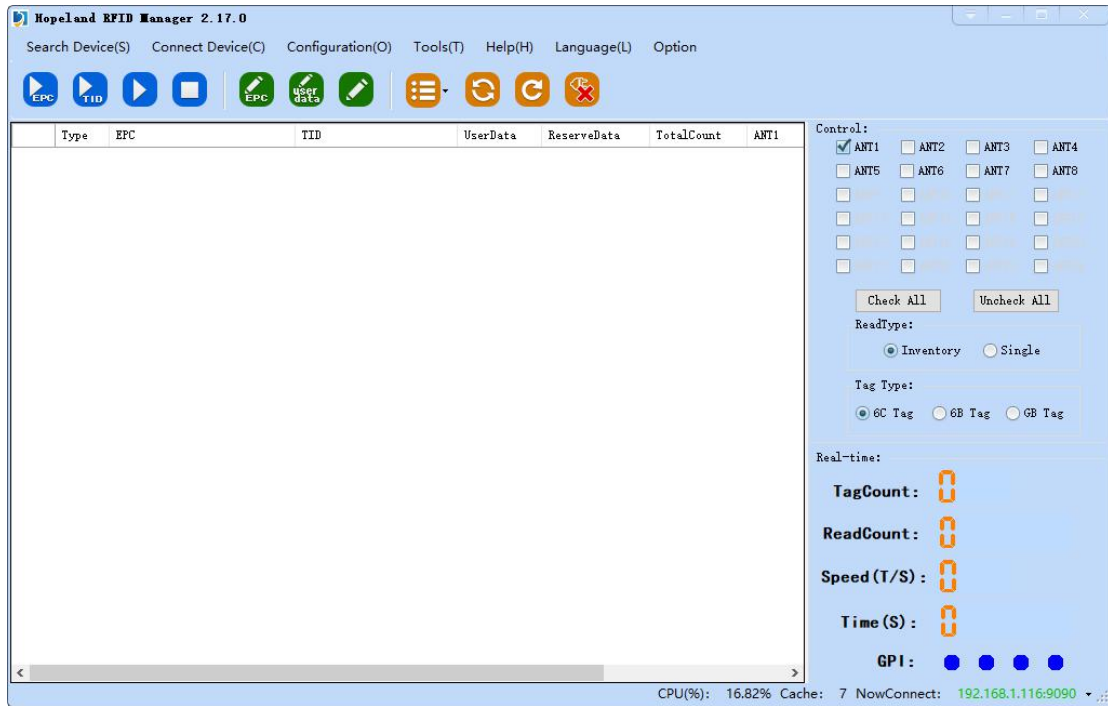 Hopeland RFID Manager 2.17.0
Search Device(S) Connect Device(C) Configuration(O) Tools(T) Help(H) Language(L) Option
EPC TID EPC user data
Type EPC TID UserData ReserveData TotalCount ANT1
Control:
ANT1 ANT2 ANT3 ANT4
ANT5 ANT6 ANT7 ANT8
Check All Uncheck All
ReadType:
Inventory Single
Tag Type:
6C Tag 6B Tag GB Tag
Real-time:
TagCount: 0
ReadCount: 0
Speed(T/S): 0
Time(S): 0
GPI:
CPU(%): 16.82% Cache: 7 NowConnect: 192.168.1.116:9090